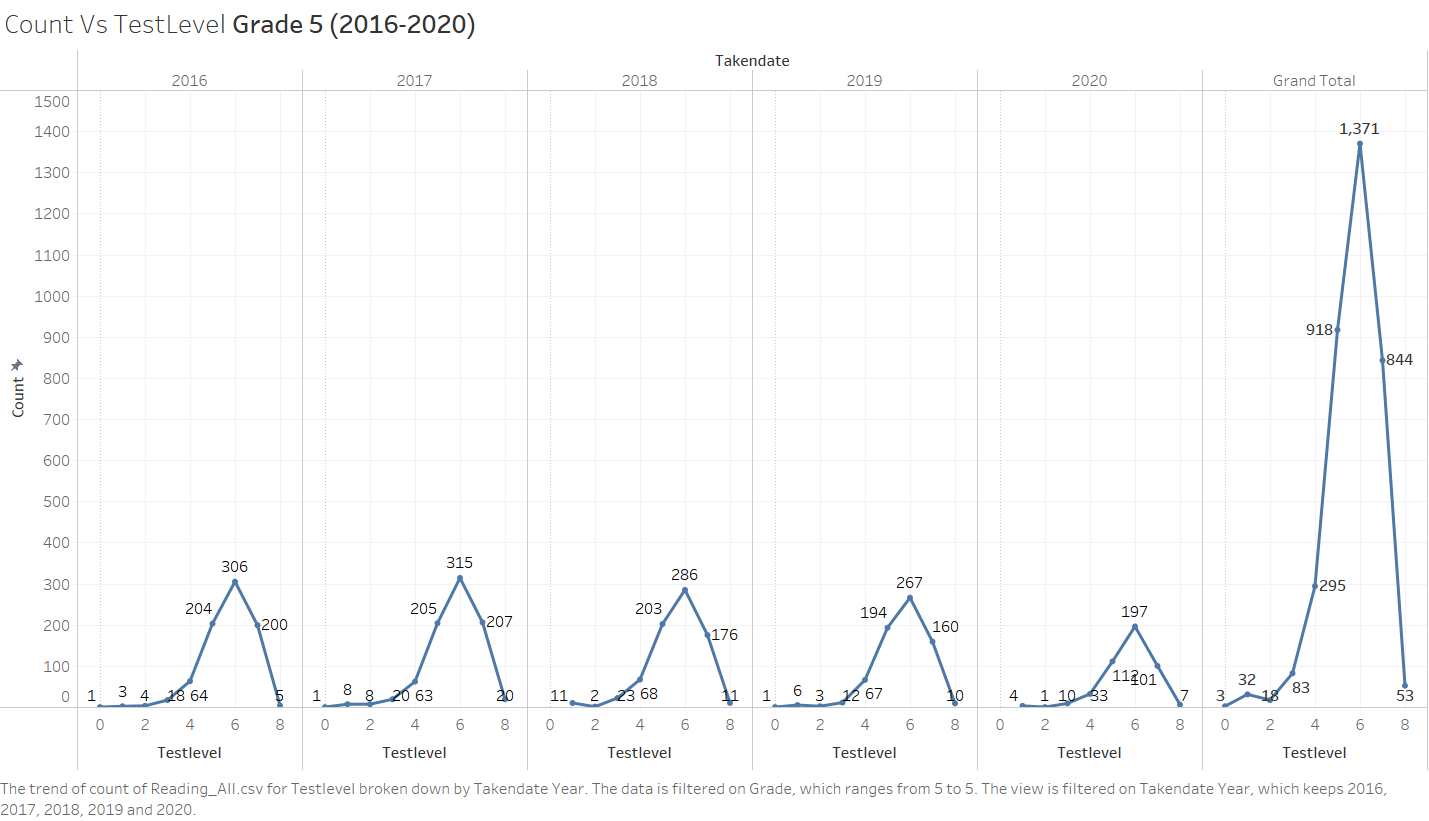 Count Vs TestLevel Grade 5 (2016-2020)
Takendate
2016 2017 2018 2019 2020 Grand Total
1500
1400
1300
1200
1100
1000
900
800
700
600
500
400
300
200
100
0
Count
1 3 4 18 64 204 306 200 5
1 8 8 20 63 205 315 207 20
11 2 23 68 203 286 176 11
1 6 3 12 67 194 267 160 10
4 1 10 33 112 197 101 7
3 32 18 83 295 918 1,371 844 53
0 2 4 6 8 0 2 4 6 8 0 2 4 6 8 0 2 4 6 8 0 2 4 6 8 0 2 4 6 8
Testlevel Testlevel Testlevel Testlevel Testlevel Testlevel
The trend of count of Reading_All.csv for Testlevel broken down by Takendate Year. The data is filtered on Grade, which ranges from 5 to 5. The view is filtered on Takendate Year, which keeps 2016,
2017, 2018, 2019 and 2020.